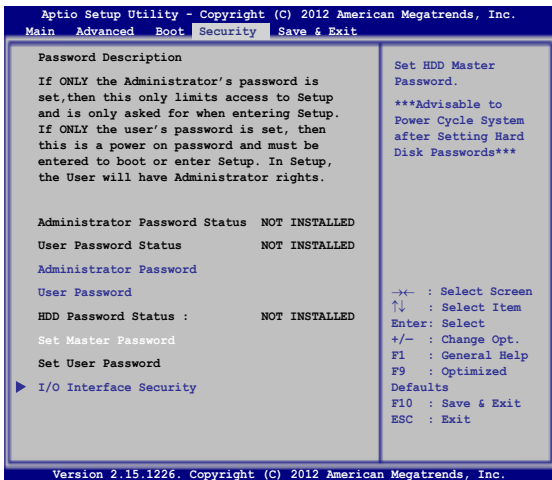 Aptio Setup Utility - Copyright (C) 2012 American Megatrends, Inc.
Main Advanced Boot Security Save & Exit
Password Description
If ONLY the Administrator's password is
set,then this only limits access to Setup
and is only asked for when entering Setup.
If ONLY the user's password is set, then
this is a power on password and must be
entered to boot or enter Setup. In Setup,
the User will have Administrator rights.
Administrator Password Status NOT INSTALLED
User Password Status NOT INSTALLED
Administrator Password
User Password
HDD Password Status : NOT INSTALLED
Set Master Password
Set User Password
I/O Interface Security
Set HDD Master
Password.
***Advisable to
Power Cycle System
after Setting Hard
Disk Passwords***
→← : Select Screen
↑↓ : Select Item
Enter: Select
+/— : Change Opt.
F1 : General Help
F9 : Optimized
Defaults
F10 : Save & Exit
ESC : Exit
Version 2.15.1226. Copyright (C) 2012 American Megatrends, Inc.